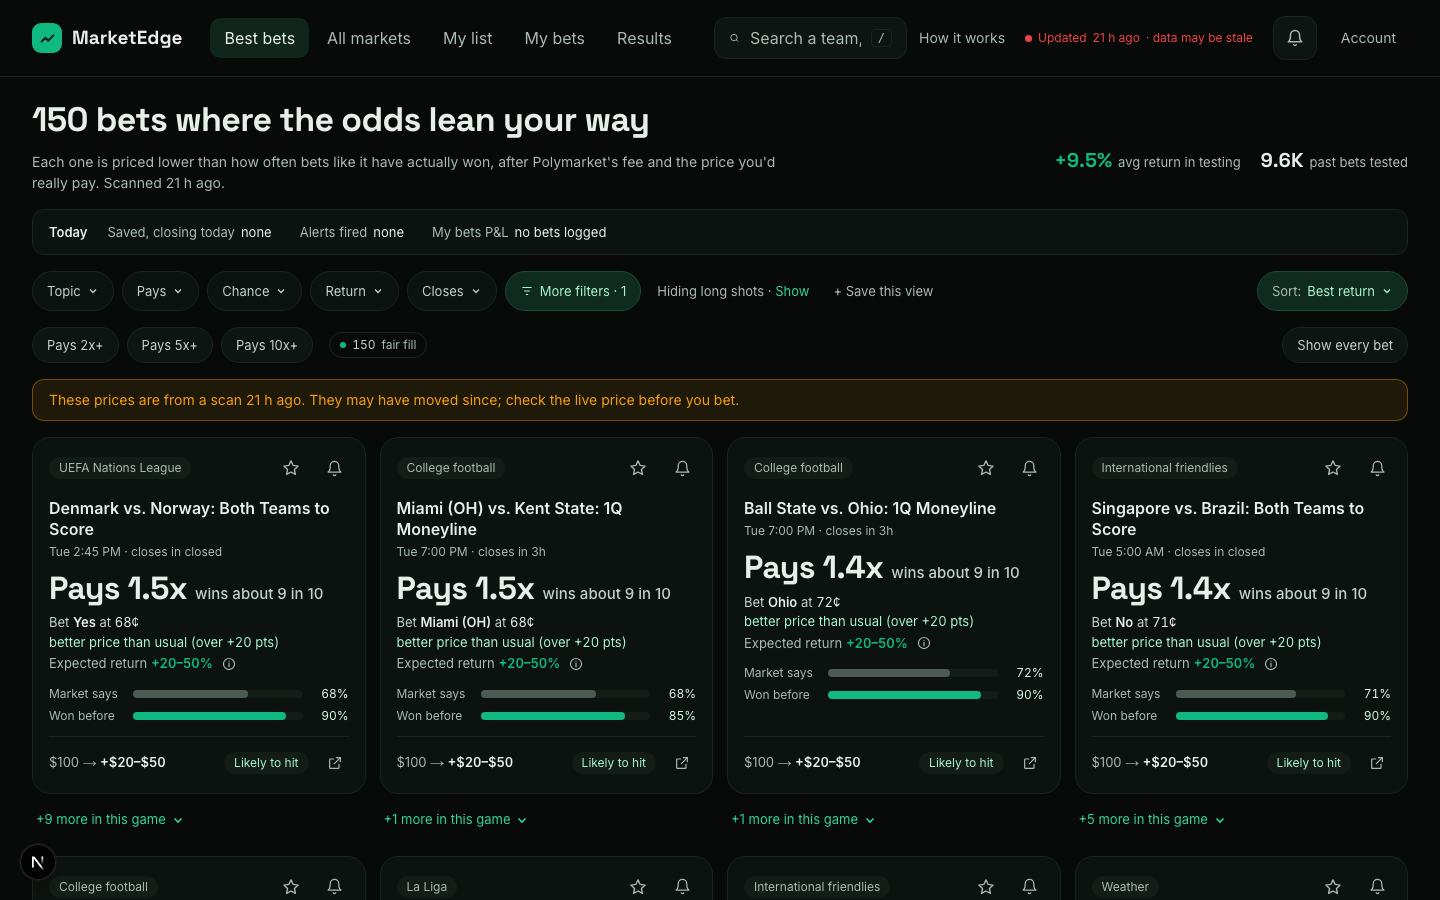 MarketEdge
Best bets
All markets
My list
My bets
Results
Search a team, /
How it works
Updated 21 h ago · data may be stale
Account
150 bets where the odds lean your way
Each one is priced lower than how often bets like it have actually won, after Polymarket's fee and the price you'd
really pay. Scanned 21 h ago.
+9.5% avg return in testing
9.6K past bets tested
Today
Saved, closing today none
Alerts fired none
My bets P&L no bets logged
Topic
Pays
Chance
Return
Closes
More filters · 1
Hiding long shots · Show
+ Save this view
Sort: Best return
Pays 2x+
Pays 5x+
Pays 10x+
150 fair fill
Show every bet
These prices are from a scan 21 h ago. They may have moved since; check the live price before you bet.
UEFA Nations League
Denmark vs. Norway: Both Teams to
Score
Tue 2:45 PM · closes in closed
Pays 1.5x wins about 9 in 10
Bet Yes at 68¢
better price than usual (over +20 pts)
Expected return +20–50%
Market says 68%
Won before 90%
$100 → +$20–$50
Likely to hit
+9 more in this game
College football
Miami (OH) vs. Kent State: 1Q
Moneyline
Tue 7:00 PM · closes in 3h
Pays 1.5x wins about 9 in 10
Bet Miami (OH) at 68¢
better price than usual (over +20 pts)
Expected return +20–50%
Market says 68%
Won before 85%
$100 → +$20–$50
Likely to hit
+1 more in this game
College football
Ball State vs. Ohio: 1Q Moneyline
Tue 7:00 PM · closes in 3h
Pays 1.4x wins about 9 in 10
Bet Ohio at 72¢
better price than usual (over +20 pts)
Expected return +20–50%
Market says 72%
Won before 90%
$100 → +$20–$50
Likely to hit
+1 more in this game
International friendlies
Singapore vs. Brazil: Both Teams to
Score
Tue 5:00 AM · closes in closed
Pays 1.4x wins about 9 in 10
Bet No at 71¢
better price than usual (over +20 pts)
Expected return +20–50%
Market says 71%
Won before 90%
$100 → +$20–$50
Likely to hit
+5 more in this game
N
College football
La Liga
International friendlies
Weather